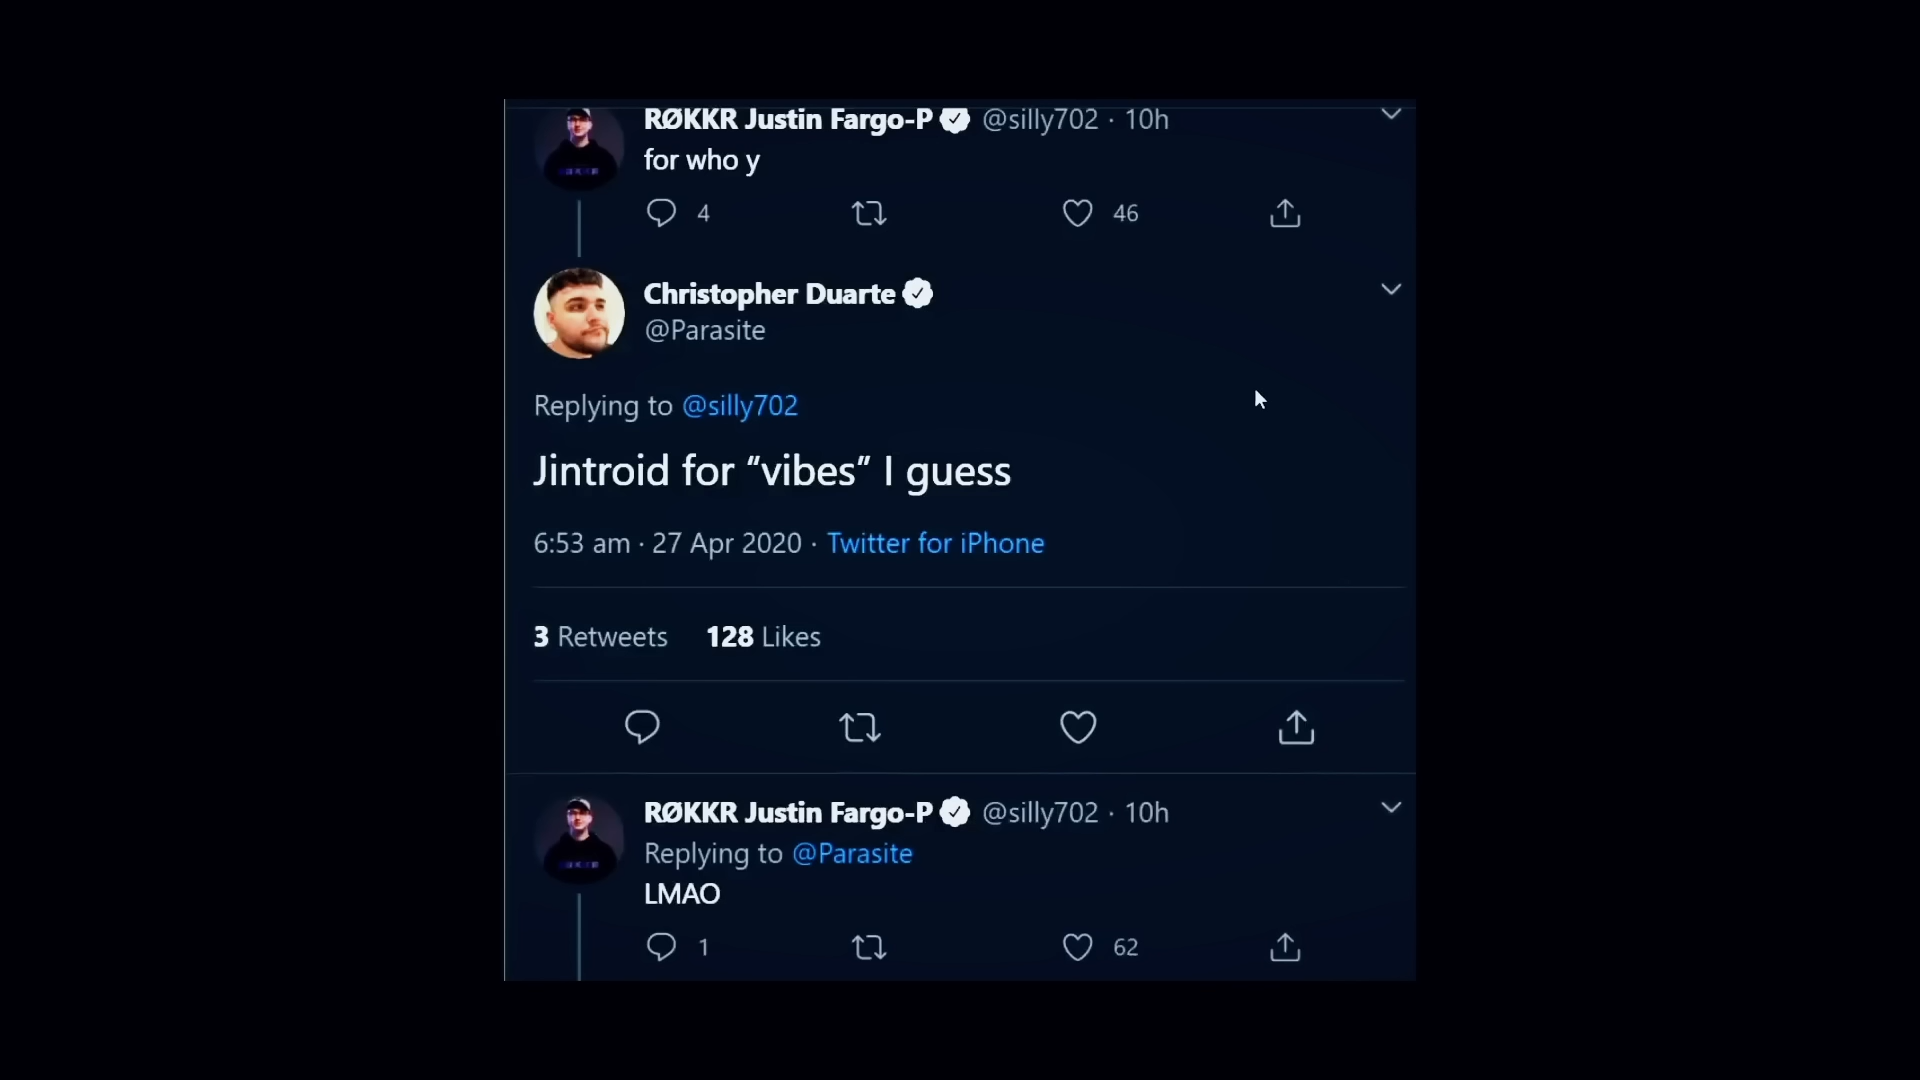 RØKKR Justin Fargo-P @silly702 · 10h
for who y
4 46
Christopher Duarte
@Parasite
Replying to @silly702
Jintroid for “vibes” I guess
6:53 am · 27 Apr 2020 · Twitter for iPhone
3 Retweets 128 Likes
RØKKR Justin Fargo-P @silly702 · 10h
Replying to @Parasite
LMAO
1 62